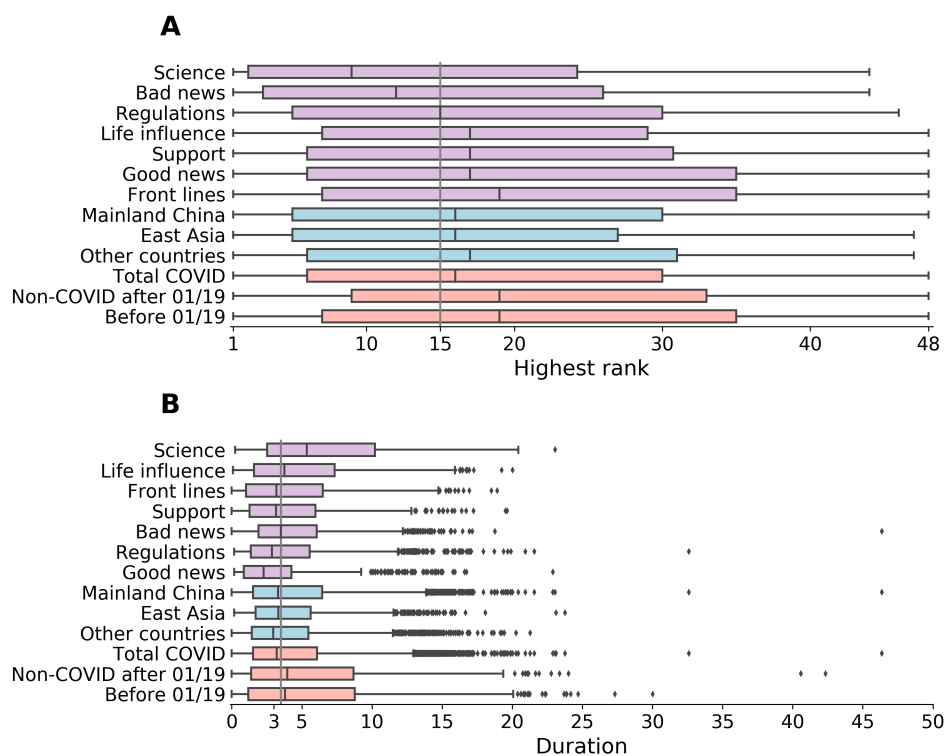 A
Science
Bad news
Regulations
Life influence
Support
Good news
Front lines
Mainland China
East Asia
Other countries
Total COVID
Non-COVID after 01/19
Before 01/19
1 10 15 20 30 40 48
Highest rank
B
Science
Life influence
Front lines
Support
Bad news
Regulations
Good news
Mainland China
East Asia
Other countries
Total COVID
Non-COVID after 01/19
Before 01/19
0 3 5 10 15 20 25 30 35 40 45 50
Duration